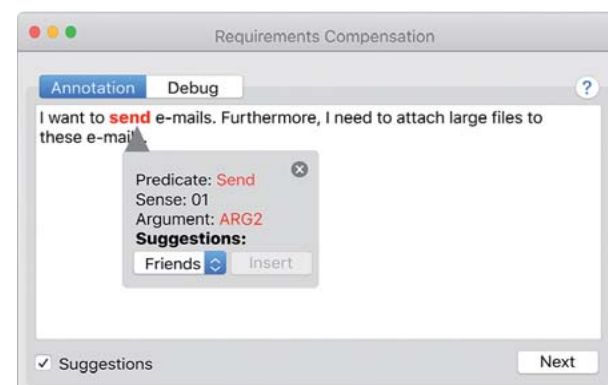 Requirements Compensation
Annotation Debug
?
I want to send e-mails. Furthermore, I need to attach large files to
these e-mails.
Predicate: Send
Sense: 01
Argument: ARG2
Suggestions:
Friends Insert
Suggestions Next